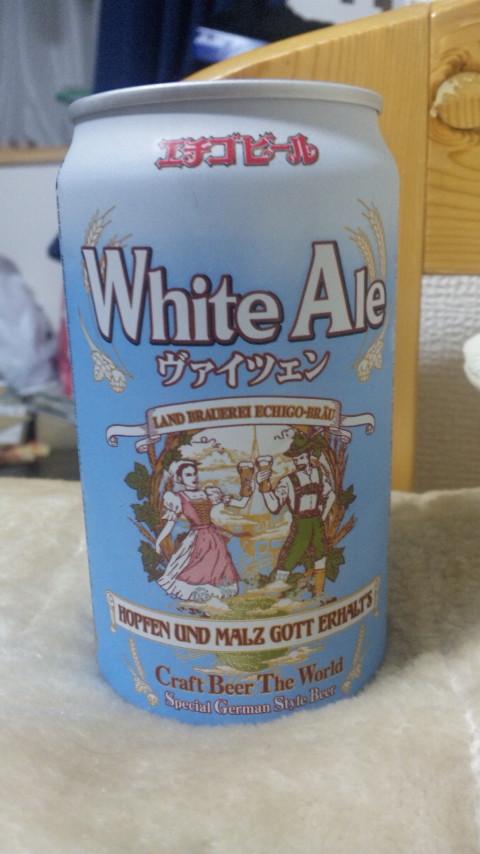 エチゴビール
White Ale
ヴァイツェン
LAND BRAUEREI ECHIGO-BRÄU
HOPFEN UND MALZ GOTT ERHALT'S
Craft Beer The World
Special German Style Beer